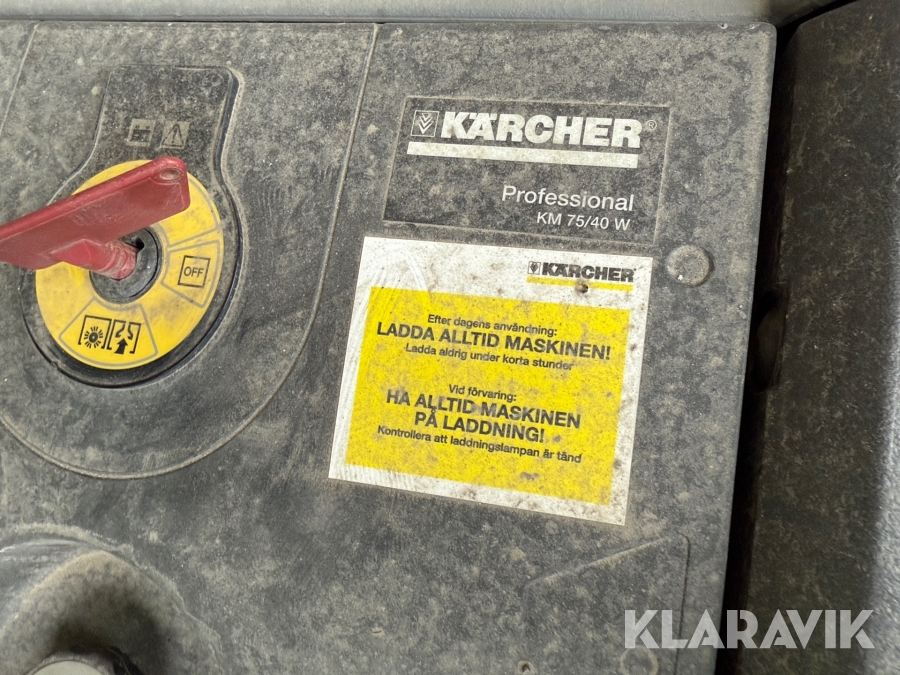 KÄRCHER®
Professional
KM 75/40 W
OFF
KÄRCHER
Efter dagens användning:
LADDA ALLTID MASKINEN!
Ladda aldrig under korta stunder
Vid förvaring:
HA ALLTID MASKINEN
PÅ LADDNING!
Kontrollera att laddningslampan är tänd
KLARAVIK